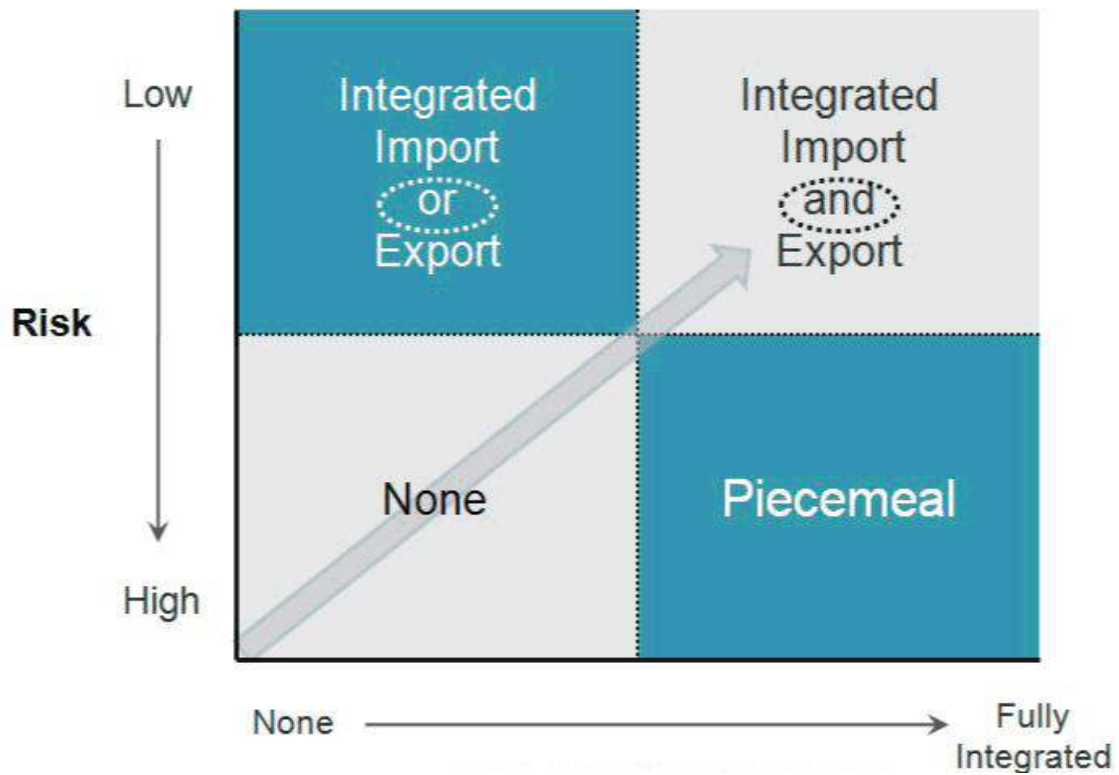 Low
Integrated
Import
or
Export
Integrated
Import
and
Export
Risk
None
Piecemeal
High
None
Fully
Integrated